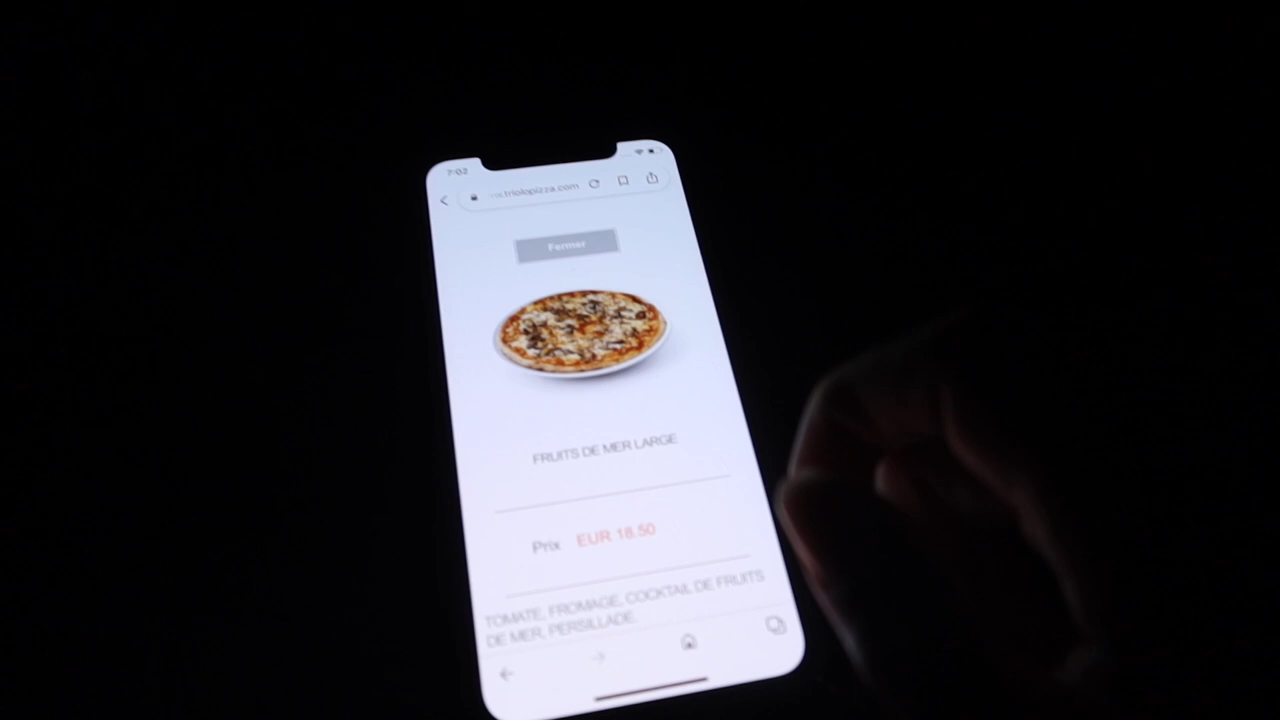 7:02
triolopizza.com
Fermer
FRUITS DE MER LARGE
Prix EUR 18.50
TOMATE, FROMAGE, COCKTAIL DE FRUITS
DE MER, PERSILLADE.